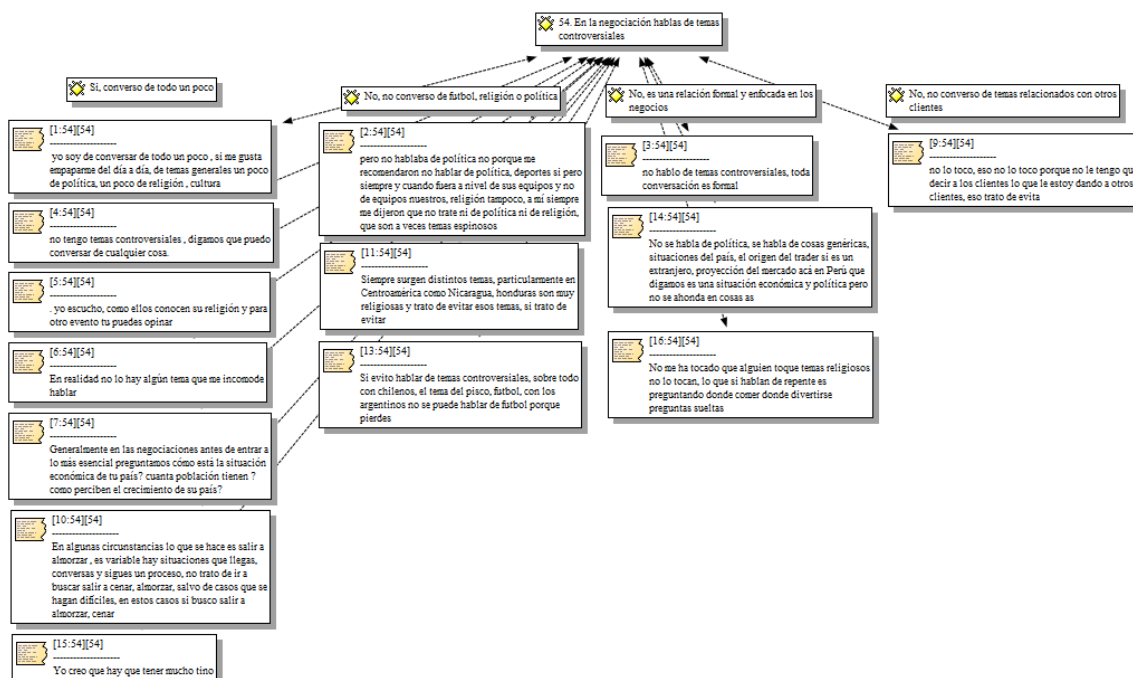 54. En la negociación hablas de temas
controversiales
Si, converso de todo un poco
[1:54][54]
--------------------
yo soy de conversar de todo un poco , si me gusta
empaparme del día a día, de temas generales un poco
de política, un poco de religión , cultura
[4:54][54]
--------------------
no tengo temas controversiales , digamos que puedo
conversar de cualquier cosa.
[5:54][54]
--------------------
. yo escucho, como ellos conocen su religión y para
otro evento tu puedes opinar
[6:54][54]
--------------------
En realidad no lo hay algún tema que me incomode
hablar
[7:54][54]
--------------------
Generalmente en las negociaciones antes de entrar a
lo más esencial preguntamos cómo está la situación
económica de tu país? cuanta población tienen ?
como perciben el crecimiento de su país?
[10:54][54]
--------------------
En algunas circunstancias lo que se hace es salir a
almorzar , es variable hay situaciones que llegas,
conversas y sigues un proceso, no trato de ir a
buscar salir a cenar, almorzar, salvo de casos que se
hagan difíciles, en estos casos si busco salir a
almorzar, cenar
[15:54][54]
--------------------
Yo creo que hay que tener mucho tino
No, no converso de futbol, religión o política
[2:54][54]
--------------------
pero no hablaba de política no porque me
recomendaron no hablar de política, deportes si pero
siempre y cuando fuera a nivel de sus equipos y no
de equipos nuestros, religión tampoco, a mí siempre
me dijeron que no trate ni de política ni de religión,
que son a veces temas espinosos
[11:54][54]
--------------------
Siempre surgen distintos temas, particularmente en
Centroamérica como Nicaragua, honduras son muy
religiosas y trato de evitar esos temas, si trato de
evitar
[13:54][54]
--------------------
Si evito hablar de temas controversiales, sobre todo
con chilenos, el tema del pisco, futbol, con los
argentinos no se puede hablar de futbol porque
pierdes
No, es una relación formal y enfocada en los
negocios
[3:54][54]
--------------------
no hablo de temas controversiales, toda
conversación es formal
[14:54][54]
--------------------
No se habla de política, se habla de cosas genéricas,
situaciones del país, el origen del trader si es un
extranjero, proyección del mercado acá en Perú que
digamos es una situación económica y política pero
no se ahonda en cosas as
[16:54][54]
--------------------
No me ha tocado que alguien toque temas religiosos
no lo tocan, lo que si hablan de repente es
preguntando donde comer donde divertirse
preguntas sueltas
No, no converso de temas relacionados con otros
clientes
[9:54][54]
--------------------
no lo toco, eso no lo toco porque no le tengo qu
decir a los clientes lo que le estoy dando a otros
clientes, eso trato de evita